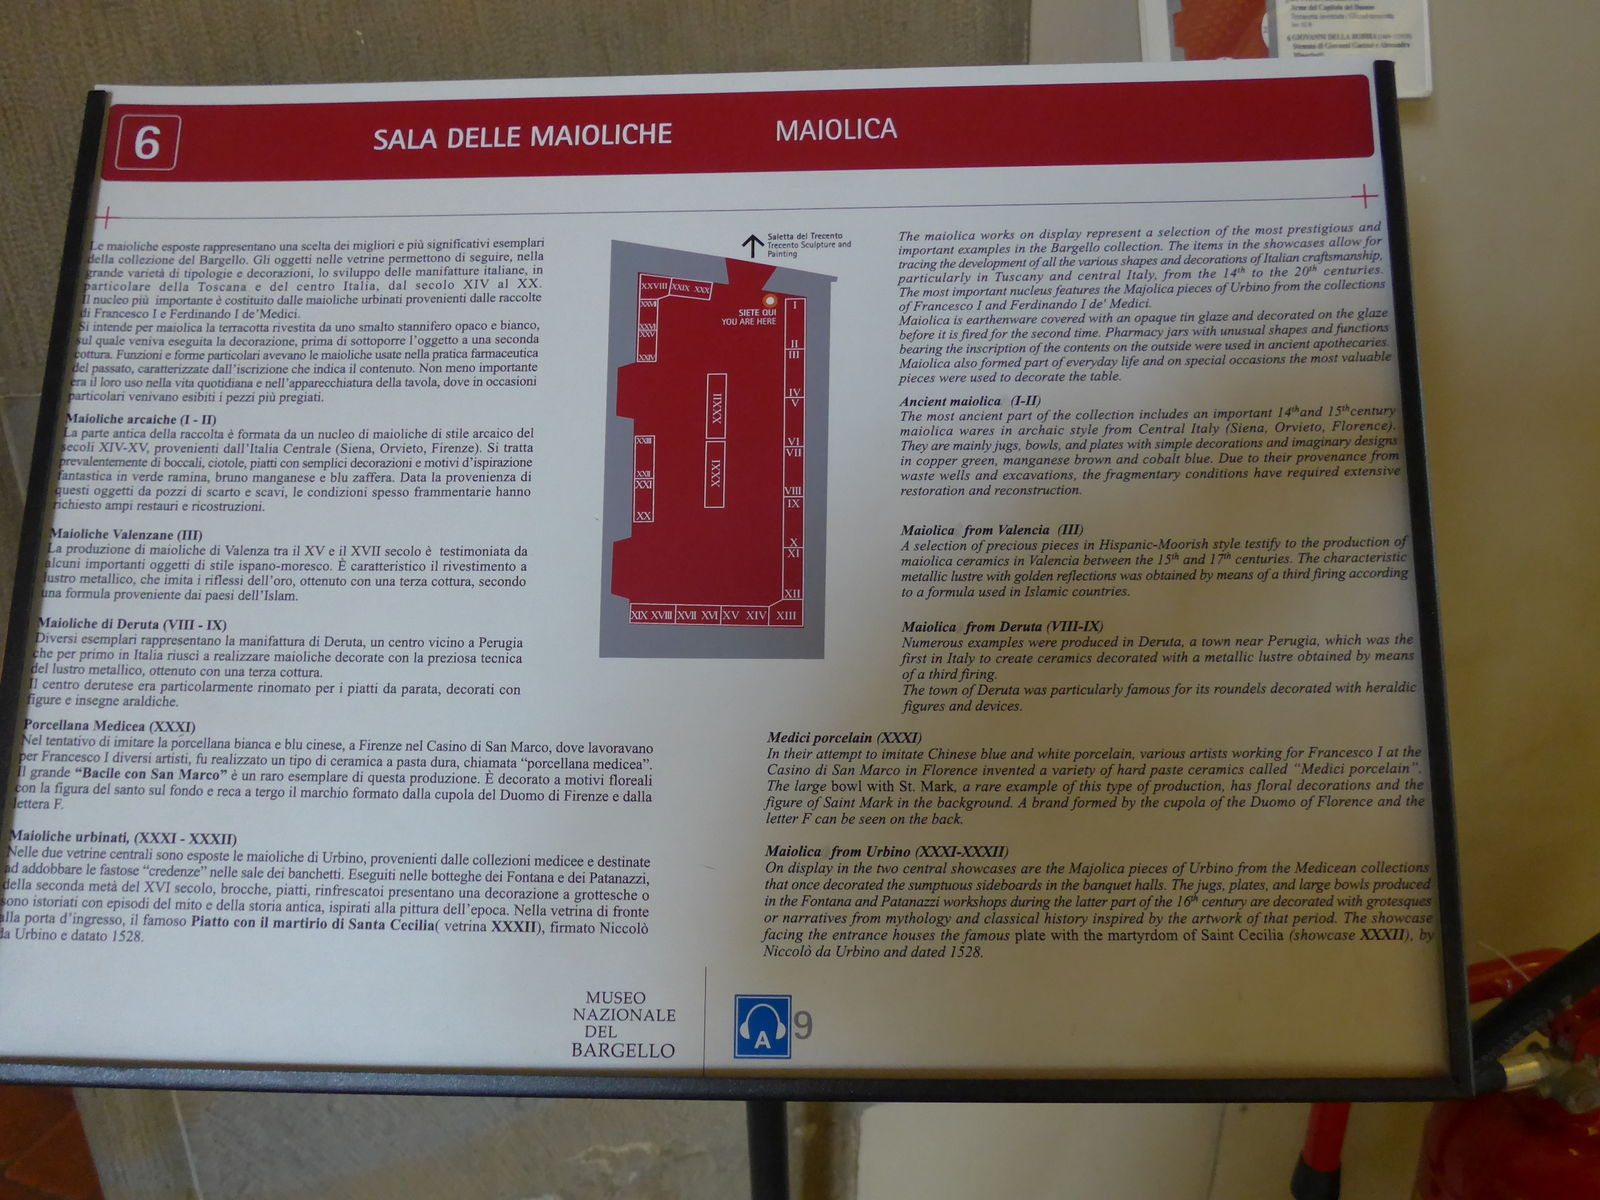 Arme del Capitolo del Duomo
6 GIOVANNI DELLA ROBBIA
6
SALA DELLE MAIOLICHE
MAIOLICA
Le maioliche esposte rappresentano una scelta dei migliori e più significativi esemplari
della collezione del Bargello. Gli oggetti nelle vetrine permettono di seguire, nella
grande varietà di tipologie e decorazioni, lo sviluppo delle manifatture italiane, in
particolare della Toscana e del centro Italia, dal secolo XIV al XX.
Il nucleo più importante è costituito dalle maioliche urbinati provenienti dalle raccolte
di Francesco I e Ferdinando I de'Medici.
Si intende per maiolica la terracotta rivestita da uno smalto stannifero opaco e bianco,
sul quale veniva eseguita la decorazione, prima di sottoporre l'oggetto a una seconda
cottura. Funzioni e forme particolari avevano le maioliche usate nella pratica farmaceutica
del passato, caratterizzate dall'iscrizione che indica il contenuto. Non meno importante
era il loro uso nella vita quotidiana e nell'apparecchiatura della tavola, dove in occasioni
particolari venivano esibiti i pezzi più pregiati.
Maioliche arcaiche (I - II)
La parte antica della raccolta è formata da un nucleo di maioliche di stile arcaico del
secoli XIV-XV, provenienti dall'Italia Centrale (Siena, Orvieto, Firenze). Si tratta
prevalentemente di boccali, ciotole, piatti con semplici decorazioni e motivi d'ispirazione
fantastica in verde ramina, bruno manganese e blu zaffera. Data la provenienza di
questi oggetti da pozzi di scarto e scavi, le condizioni spesso frammentarie hanno
richiesto ampi restauri e ricostruzioni.
Maioliche Valenzane (III)
La produzione di maioliche di Valenza tra il XV e il XVII secolo è testimoniata da
alcuni importanti oggetti di stile ispano-moresco. È caratteristico il rivestimento a
lustro metallico, che imita i riflessi dell'oro, ottenuto con una terza cottura, secondo
una formula proveniente dai paesi dell'Islam.
Maioliche di Deruta (VIII - IX)
Diversi esemplari rappresentano la manifattura di Deruta, un centro vicino a Perugia
che per primo in Italia riuscì a realizzare maioliche decorate con la preziosa tecnica
del lustro metallico, ottenuto con una terza cottura.
Il centro derutese era particolarmente rinomato per i piatti da parata, decorati con
figure e insegne araldiche.
Porcellana Medicea (XXXI)
Nel tentativo di imitare la porcellana bianca e blu cinese, a Firenze nel Casino di San Marco, dove lavoravano
per Francesco I diversi artisti, fu realizzato un tipo di ceramica a pasta dura, chiamata "porcellana medicea".
Il grande "Bacile con San Marco" è un raro esemplare di questa produzione. È decorato a motivi floreali
con la figura del santo sul fondo e reca a tergo il marchio formato dalla cupola del Duomo di Firenze e dalla
lettera F.
Maioliche urbinati, (XXXI - XXXII)
Nelle due vetrine centrali sono esposte le maioliche di Urbino, provenienti dalle collezioni medicee e destinate
ad addobbare le fastose "credenze" nelle sale dei banchetti. Eseguiti nelle botteghe dei Fontana e dei Patanazzi,
della seconda metà del XVI secolo, brocche, piatti, rinfrescatoi presentano una decorazione a grottesche o
sono istoriati con episodi del mito e della storia antica, ispirati alla pittura dell'epoca. Nella vetrina di fronte
alla porta d'ingresso, il famoso Piatto con il martirio di Santa Cecilia( vetrina XXXII), firmato Niccolò
da Urbino e datato 1528.
Saletta del Trecento
Trecento Sculpture and
Painting
SIETE QUI
YOU ARE HERE
XXVIII XXIX XXX
XXVII
XXVI
XXV
XXIV
XXIII
XXII
XXI
XX
XXXII
XXXI
I
II
III
IV
V
VI
VII
VIII
IX
X
XI
XII
XIX XVIII XVII XVI XV XIV XIII
The maiolica works on display represent a selection of the most prestigious and
important examples in the Bargello collection. The items in the showcases allow for
tracing the development of all the various shapes and decorations of Italian craftsmanship,
particularly in Tuscany and central Italy, from the 14th to the 20th centuries.
The most important nucleus features the Majolica pieces of Urbino from the collections
of Francesco I and Ferdinando I de' Medici.
Maiolica is earthenware covered with an opaque tin glaze and decorated on the glaze
before it is fired for the second time. Pharmacy jars with unusual shapes and functions
bearing the inscription of the contents on the outside were used in ancient apothecaries.
Maiolica also formed part of everyday life and on special occasions the most valuable
pieces were used to decorate the table.
Ancient maiolica (I-II)
The most ancient part of the collection includes an important 14th and 15th century
maiolica wares in archaic style from Central Italy (Siena, Orvieto, Florence).
They are mainly jugs, bowls, and plates with simple decorations and imaginary designs
in copper green, manganese brown and cobalt blue. Due to their provenance from
waste wells and excavations, the fragmentary conditions have required extensive
restoration and reconstruction.
Maiolica from Valencia (III)
A selection of precious pieces in Hispanic-Moorish style testify to the production of
maiolica ceramics in Valencia between the 15th and 17th centuries. The characteristic
metallic lustre with golden reflections was obtained by means of a third firing according
to a formula used in Islamic countries.
Maiolica from Deruta (VIII-IX)
Numerous examples were produced in Deruta, a town near Perugia, which was the
first in Italy to create ceramics decorated with a metallic lustre obtained by means
of a third firing.
The town of Deruta was particularly famous for its roundels decorated with heraldic
figures and devices.
Medici porcelain (XXXI)
In their attempt to imitate Chinese blue and white porcelain, various artists working for Francesco I at the
Casino di San Marco in Florence invented a variety of hard paste ceramics called "Medici porcelain".
The large bowl with St. Mark, a rare example of this type of production, has floral decorations and the
figure of Saint Mark in the background. A brand formed by the cupola of the Duomo of Florence and the
letter F can be seen on the back.
Maiolica from Urbino (XXXI-XXXII)
On display in the two central showcases are the Majolica pieces of Urbino from the Medicean collections
that once decorated the sumptuous sideboards in the banquet halls. The jugs, plates, and large bowls produced
in the Fontana and Patanazzi workshops during the latter part of the 16th century are decorated with grotesques
or narratives from mythology and classical history inspired by the artwork of that period. The showcase
facing the entrance houses the famous plate with the martyrdom of Saint Cecilia (showcase XXXII), by
Niccolò da Urbino and dated 1528.
MUSEO
NAZIONALE
DEL
BARGELLO
A
9